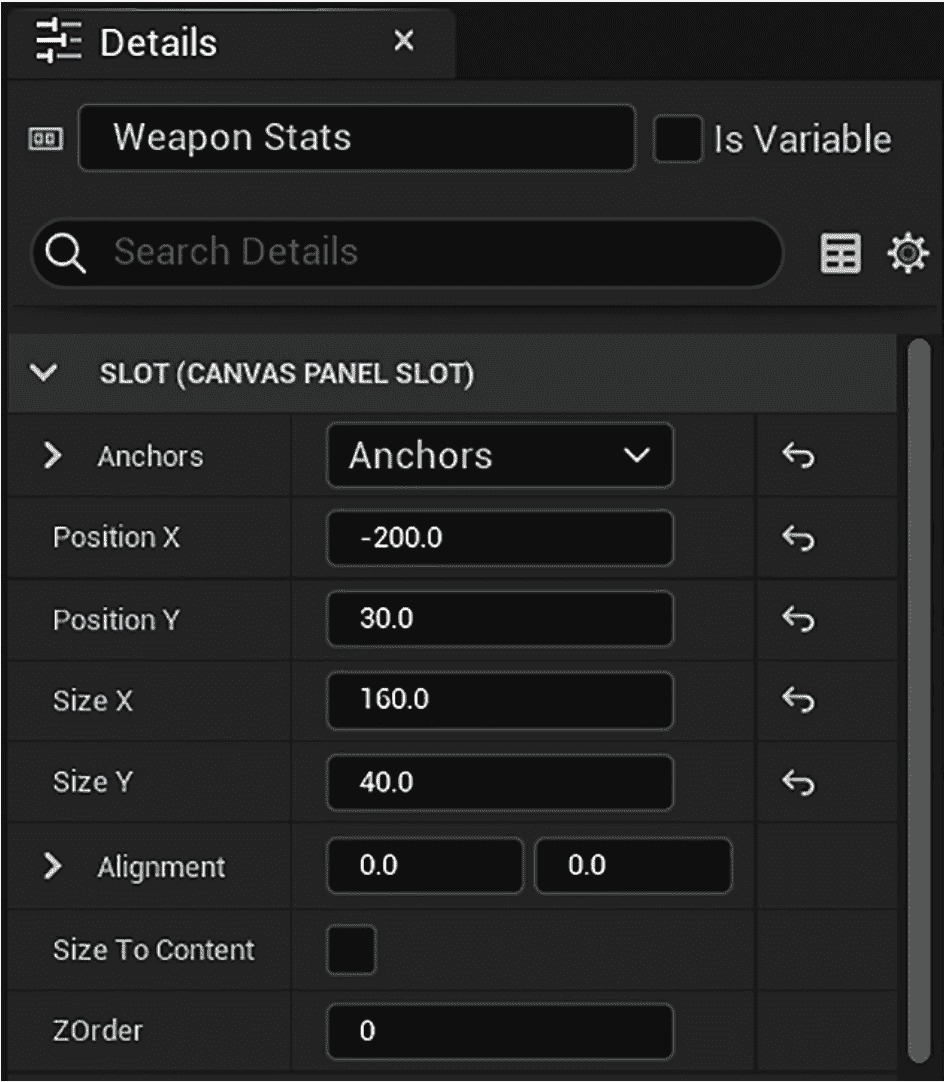 Details
Weapon Stats Is Variable
Search Details
SLOT (CANVAS PANEL SLOT)
Anchors Anchors
Position X -200.0
Position Y 30.0
Size X 160.0
Size Y 40.0
Alignment 0.0 0.0
Size To Content
ZOrder 0